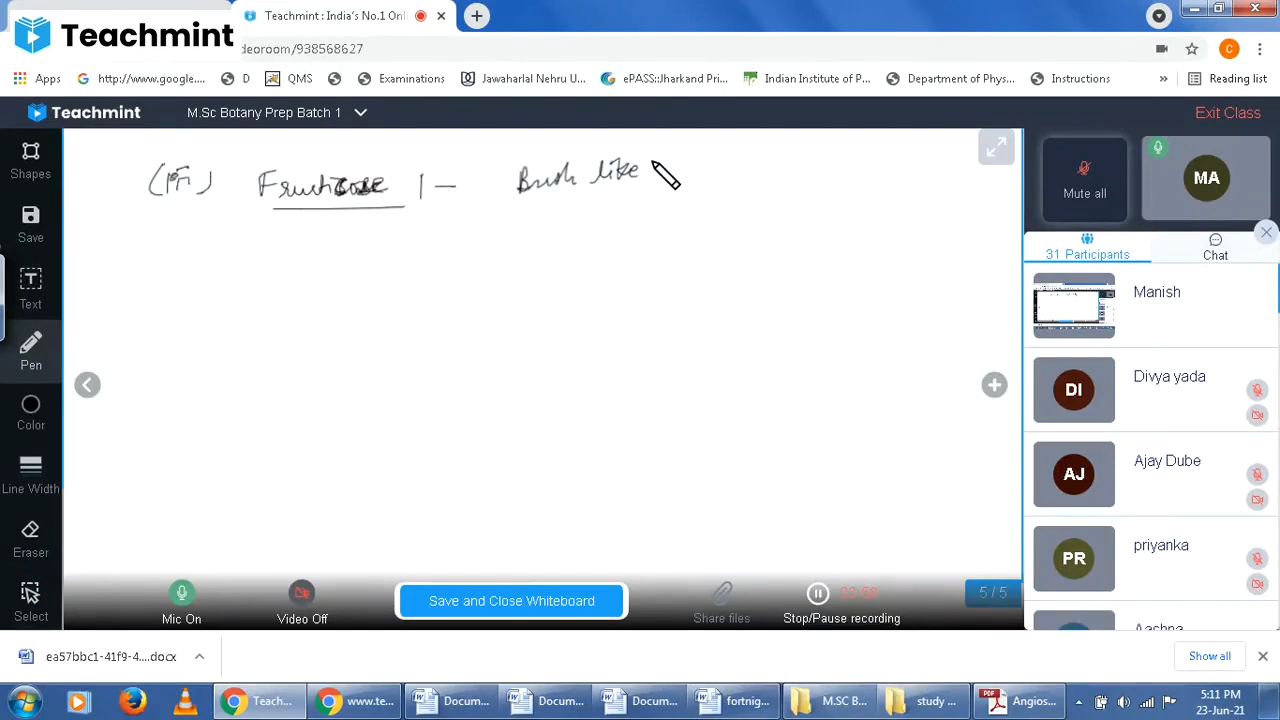 Teachmint : India's No.1 Onl
Teachmint
deoroom/938568627
Apps
http://www.google....
D
QMS
Examinations
Jawaharlal Nehru U...
ePASS::Jharkand Pri...
Indian Institute of P...
Department of Phys...
Instructions
»
Reading list
Teachmint
M.Sc Botany Prep Batch 1
Exit Class
Shapes
Save
Text
Pen
Color
Line Width
Eraser
Select
(iii) Fruticose :- Brush like
MA
Mute all
31 Participants
Chat
Manish
DI
Divya yada
AJ
Ajay Dube
PR
priyanka
Aashna
Mic On
Video Off
Save and Close Whiteboard
Share files
Stop/Pause recording
5 / 5
ea57bbc1-41f9-4....docx
Show all
Teach...
www.te...
Docum...
Docum...
Docum...
fortnig...
M.SC B...
study ...
Angios...
5:11 PM
23-Jun-21